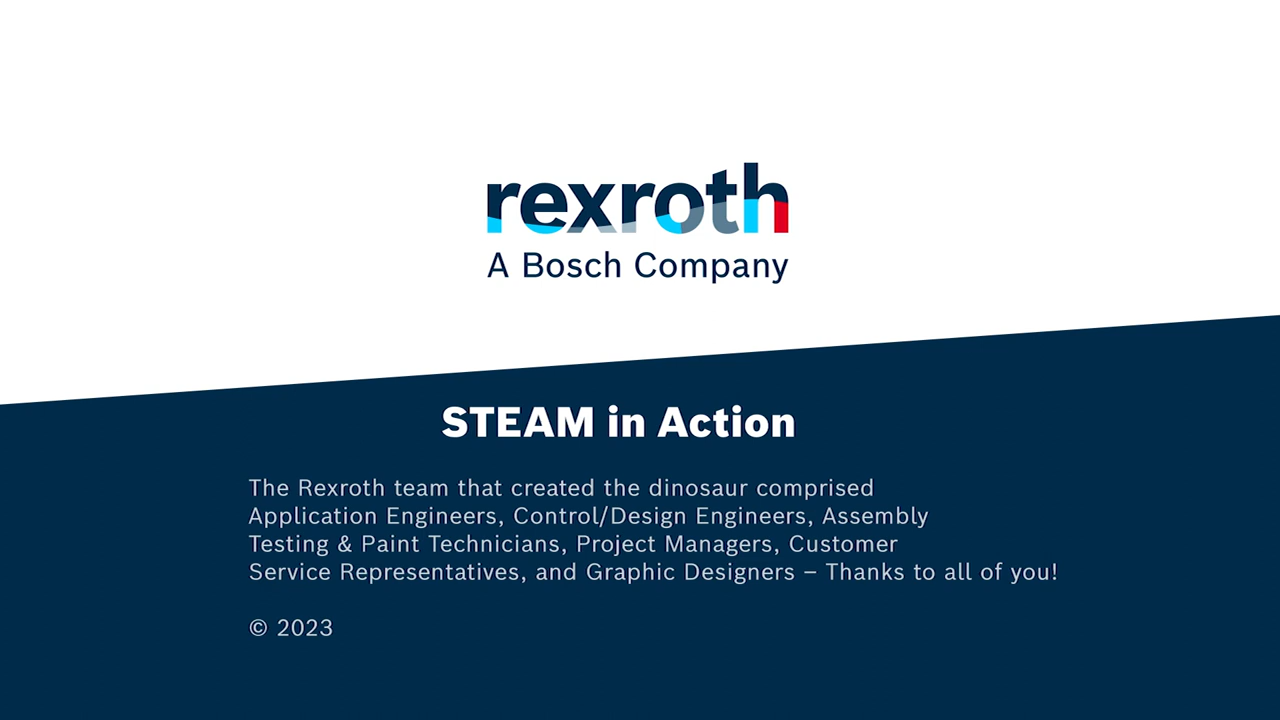 rexroth
A Bosch Company
STEAM in Action
The Rexroth team that created the dinosaur comprised
Application Engineers, Control/Design Engineers, Assembly
Testing & Paint Technicians, Project Managers, Customer
Service Representatives, and Graphic Designers – Thanks to all of you!
© 2023